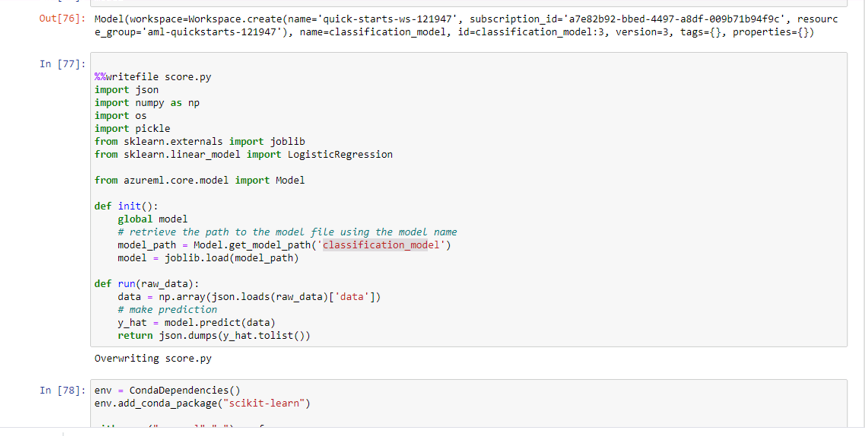 Out[76]: Model(workspace=Workspace.create(name='quick-starts-ws-121947', subscription_id='a7e82b92-bbed-4497-a8df-009b71b94f9c', resourc
e_group='aml-quickstarts-121947'), name=classification_model, id=classification_model:3, version=3, tags={}, properties={})
In [77]:
%%writefile score.py
import json
import numpy as np
import os
import pickle
from sklearn.externals import joblib
from sklearn.linear_model import LogisticRegression
from azureml.core.model import Model
def init():
    global model
    # retrieve the path to the model file using the model name
    model_path = Model.get_model_path('classification_model')
    model = joblib.load(model_path)
def run(raw_data):
    data = np.array(json.loads(raw_data)['data'])
    # make prediction
    y_hat = model.predict(data)
    return json.dumps(y_hat.tolist())
Overwriting score.py
In [78]: env = CondaDependencies()
env.add_conda_package("scikit-learn")